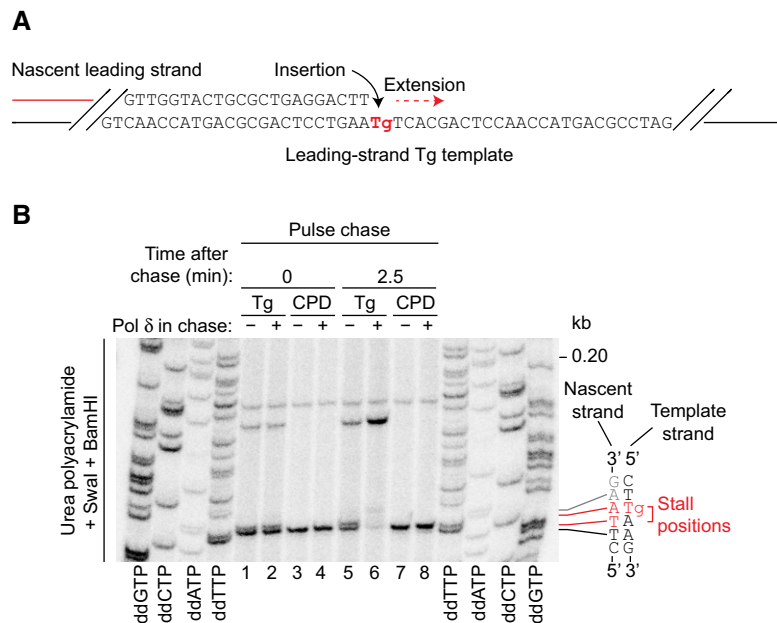 A
Nascent leading strand
Insertion
Extension
GTTGGTACTGCGCTGAGGACTT
GTCAACCATGACGCGACTCCTGAATgTCACGACTCCAACCATGACGCCTAG
Leading-strand Tg template
B
Pulse chase
Time after
chase (min):
0 2.5
Tg CPD Tg CPD
Pol δ in chase: – + – + – + – +
kb
0.20
Urea polyacrylamide
+ SwaI + BamHI
Nascent
strand
Template
strand
3' 5'
G C
A T
A Tg
T A
T A
C G
5' 3'
Stall
positions
ddGTP ddCTP ddATP ddTTP 1 2 3 4 5 6 7 8 ddTTP ddATP ddCTP ddGTP